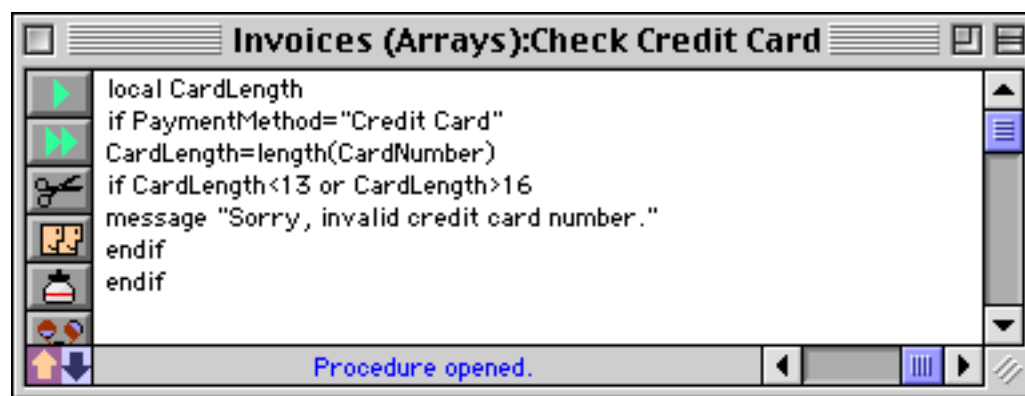 Invoices (Arrays):Check Credit Card
local CardLength
if PaymentMethod="Credit Card"
CardLength=length(CardNumber)
if CardLength<13 or CardLength>16
message "Sorry, invalid credit card number."
endif
endif
Procedure opened.